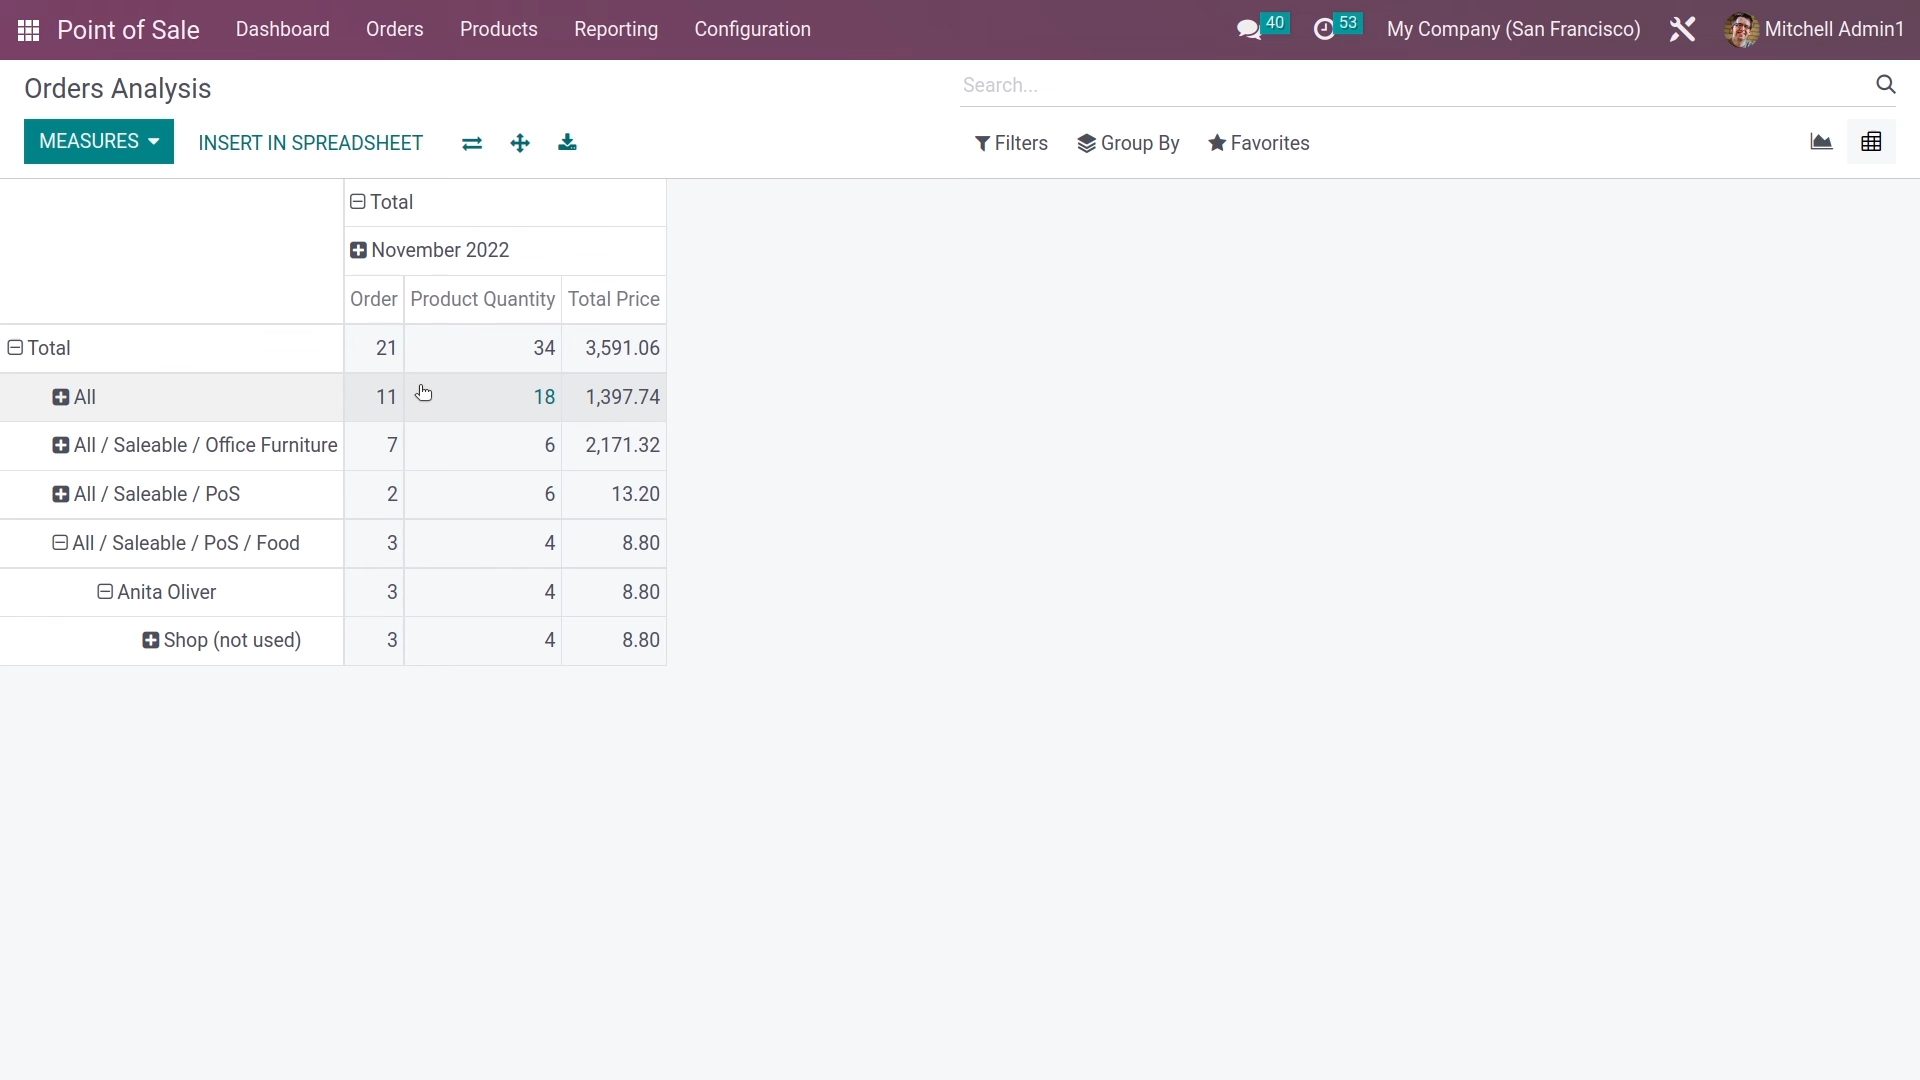 Point of Sale Dashboard Orders Products Reporting Configuration 40 53 My Company (San Francisco) Mitchell Admin1
Orders Analysis Search...
MEASURES INSERT IN SPREADSHEET Filters Group By Favorites
Total
November 2022
Order Product Quantity Total Price
Total 21 34 3,591.06
All 11 18 1,397.74
All / Saleable / Office Furniture 7 6 2,171.32
All / Saleable / PoS 2 6 13.20
All / Saleable / PoS / Food 3 4 8.80
Anita Oliver 3 4 8.80
Shop (not used) 3 4 8.80